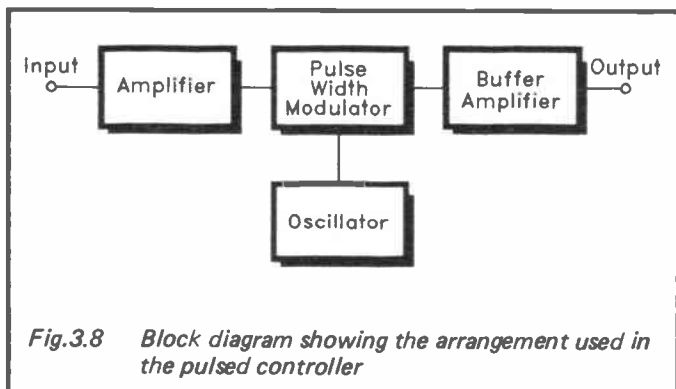 Input
Amplifier
Pulse
Width
Modulator
Buffer
Amplifier
Output
Oscillator
Fig.3.8 Block diagram showing the arrangement used in
the pulsed controller